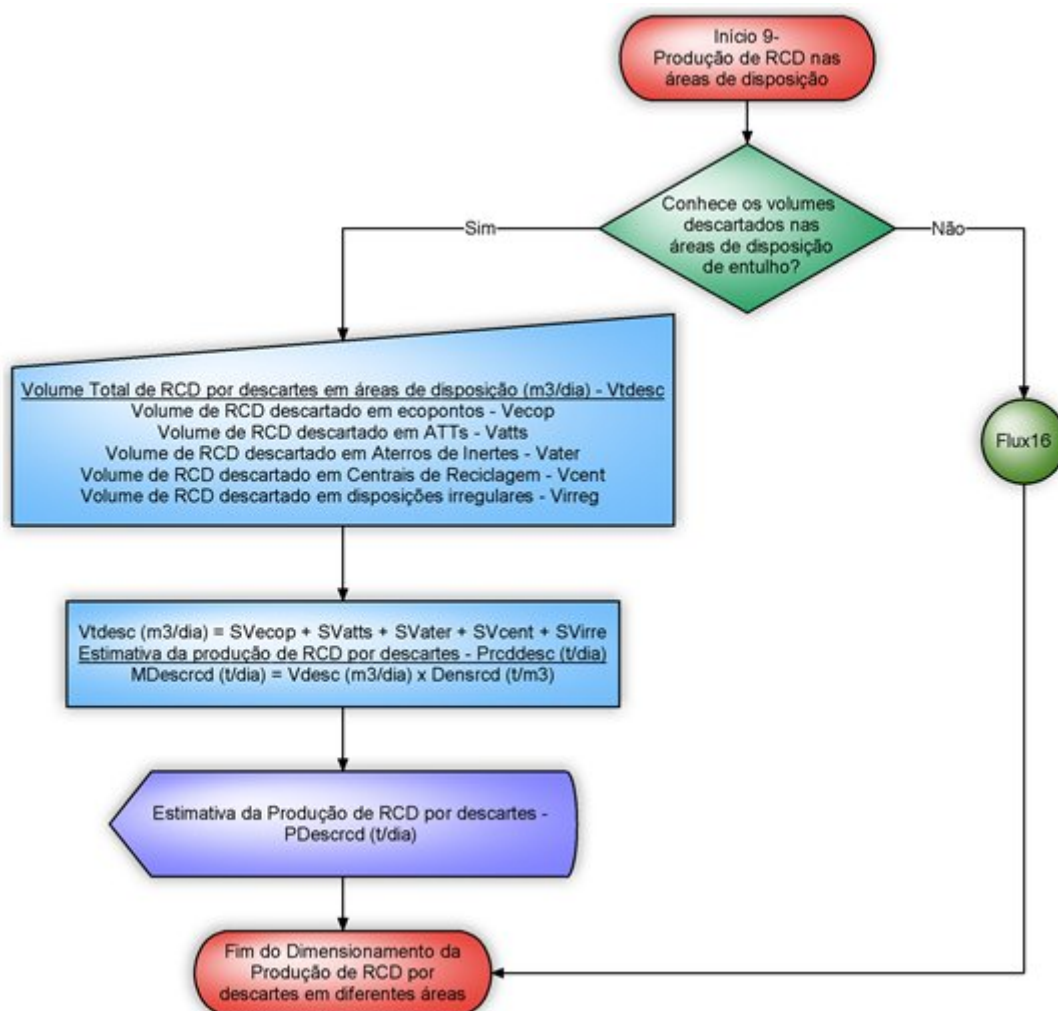 Início 9-
Produção de RCD nas
áreas de disposição
Conhece os volumes
descartados nas
áreas de disposição
de entulho?
Sim
Não
Volume Total de RCD por descartes em áreas de disposição (m3/dia) - Vtdesc
Volume de RCD descartado em ecopontos - Vecop
Volume de RCD descartado em ATTs - Vatts
Volume de RCD descartado em Aterros de Inertes - Vater
Volume de RCD descartado em Centrais de Reciclagem - Vcent
Volume de RCD descartado em disposições irregulares - Virreg
Flux16
Vtdesc (m3/dia) = SVecop + SVatts + SVater + SVcent + SVirre
Estimativa da produção de RCD por descartes - Prcddesc (t/dia)
MDescrcd (t/dia) = Vdesc (m3/dia) x Densrcd (t/m3)
Estimativa da Produção de RCD por descartes -
PDescrcd (t/dia)
Fim do Dimensionamento da
Produção de RCD por
descartes em diferentes áreas